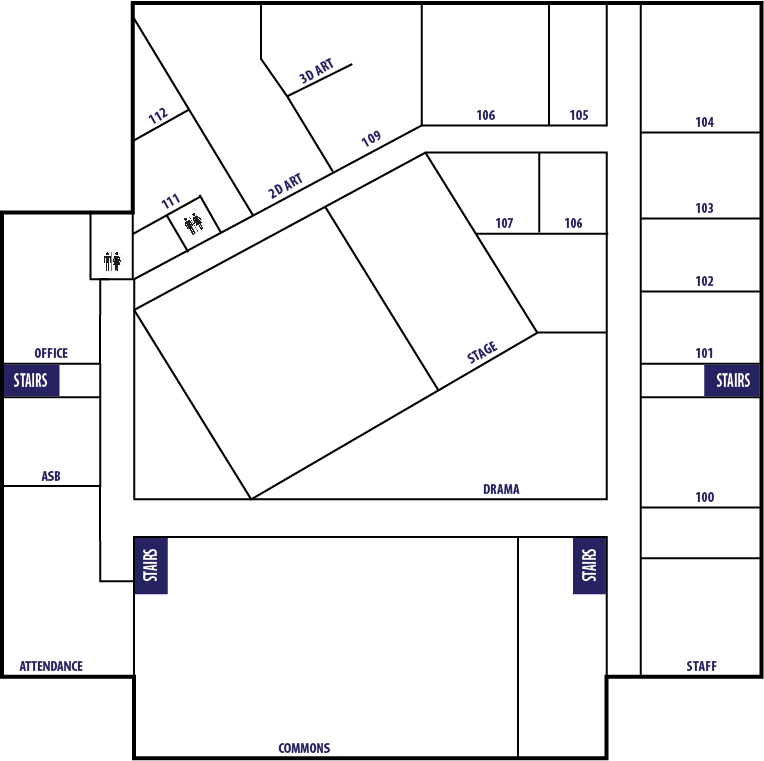 3D ART
112
109
106
105
104
111
2D ART
103
107
106
102
OFFICE
STAGE
101
STAIRS
STAIRS
ASB
DRAMA
100
STAIRS
STAIRS
ATTENDANCE
STAFF
COMMONS